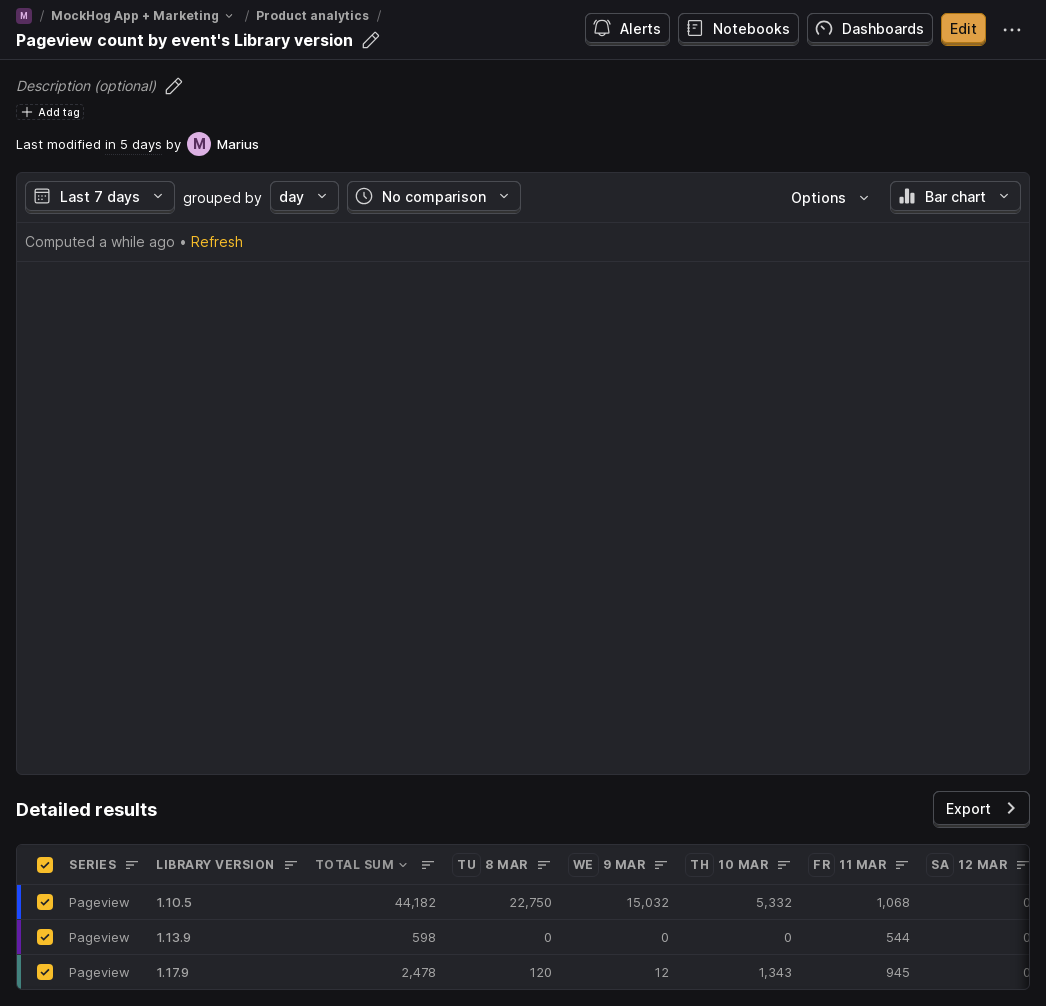 M / MockHog App + Marketing / Product analytics /
Pageview count by event's Library version
Alerts Notebooks Dashboards Edit
Description (optional)
Add tag
Last modified in 5 days by M Marius
Last 7 days grouped by day No comparison Options Bar chart
Computed a while ago • Refresh
Detailed results
Export
SERIES LIBRARY VERSION TOTAL SUM TU 8 MAR WE 9 MAR TH 10 MAR FR 11 MAR SA 12 MAR
Pageview 1.10.5 44,182 22,750 15,032 5,332 1,068 0
Pageview 1.13.9 598 0 0 0 544 0
Pageview 1.17.9 2,478 120 12 1,343 945 0